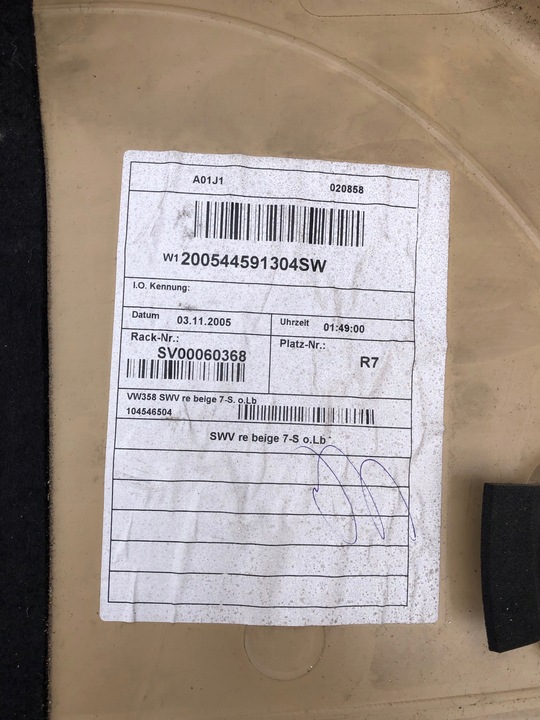 A01J1 020858
W1 200544591304SW
I.O. Kennung:
Datum 03.11.2005 Uhrzeit 01:49:00
Rack-Nr.: Platz-Nr.:
SV00060368 R7
VW358 SWV re beige 7-S. o.Lb
104546504
SWV re beige 7-S o.Lb